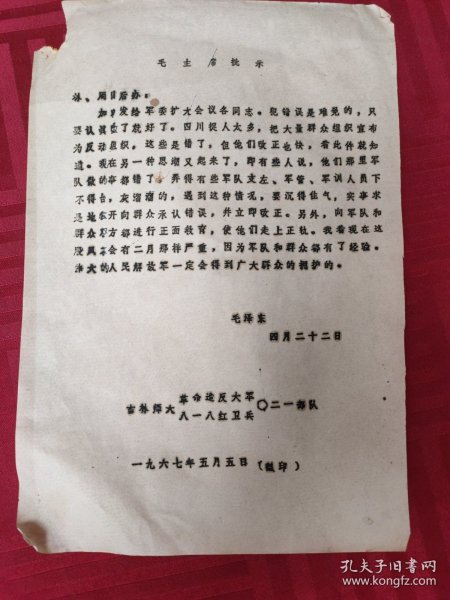 毛主席批示
林、周日后办：
加发给军委扩大会议各同志。犯错误是难免的，只
要认真改了就好了。四川捉人太多，把大量群众组织宣布
为反动组织，这些是错了，但他们改正也快，看此件就知
道。现在另一种思潮又起来了，即有些人说，他们那里军
队做的事都错了，弄得有些军队支左、军管、军训人员下
不得台，灰溜溜的，遇到这种情况，要沉得住气，实事求
是地公开向群众承认错误，并立即改正。另外，向军队和
群众双方都进行正面教育，使他们走上正轨。我看现在这
股风不会有二月那样严重，因为军队和群众都有了经验。
伟大的人民解放军一定会得到广大群众的拥护的。
毛泽东
四月二十二日
吉林师大革命造反大军
八一八红卫兵〇二一部队
一九六七年五月五日（翻印）
孔夫子旧书网
www.kongfz.com